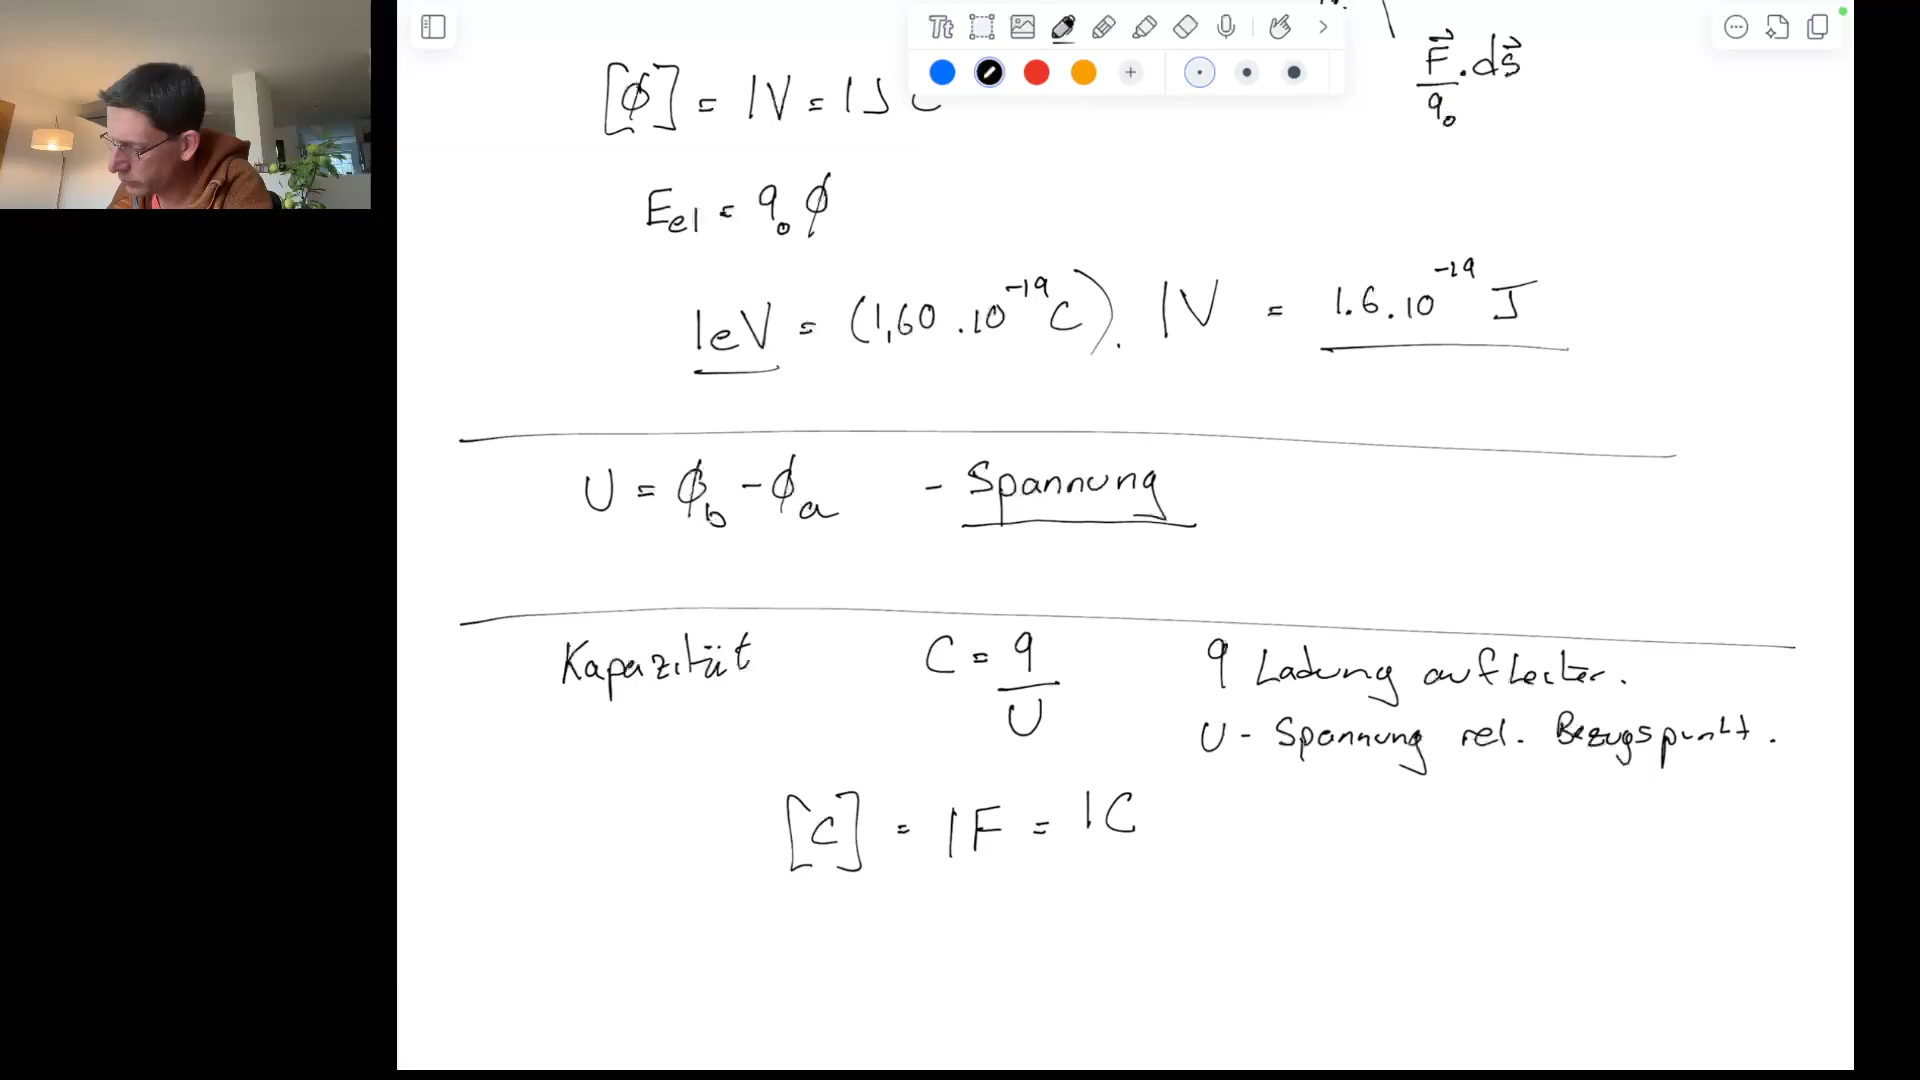 Tt
F⃗/q₀ . ds⃗
[ϕ] = 1V = 1J C
E_el = q₀ ϕ
1eV = (1,60 . 10⁻¹⁹ C) . 1V = 1.6 . 10⁻¹⁹ J
U = ϕ_b - ϕ_a - Spannung
Kapazität C = q/U q Ladung auf Leiter.
U - Spannung rel. Bezugspunkt.
[C] = 1F = 1C